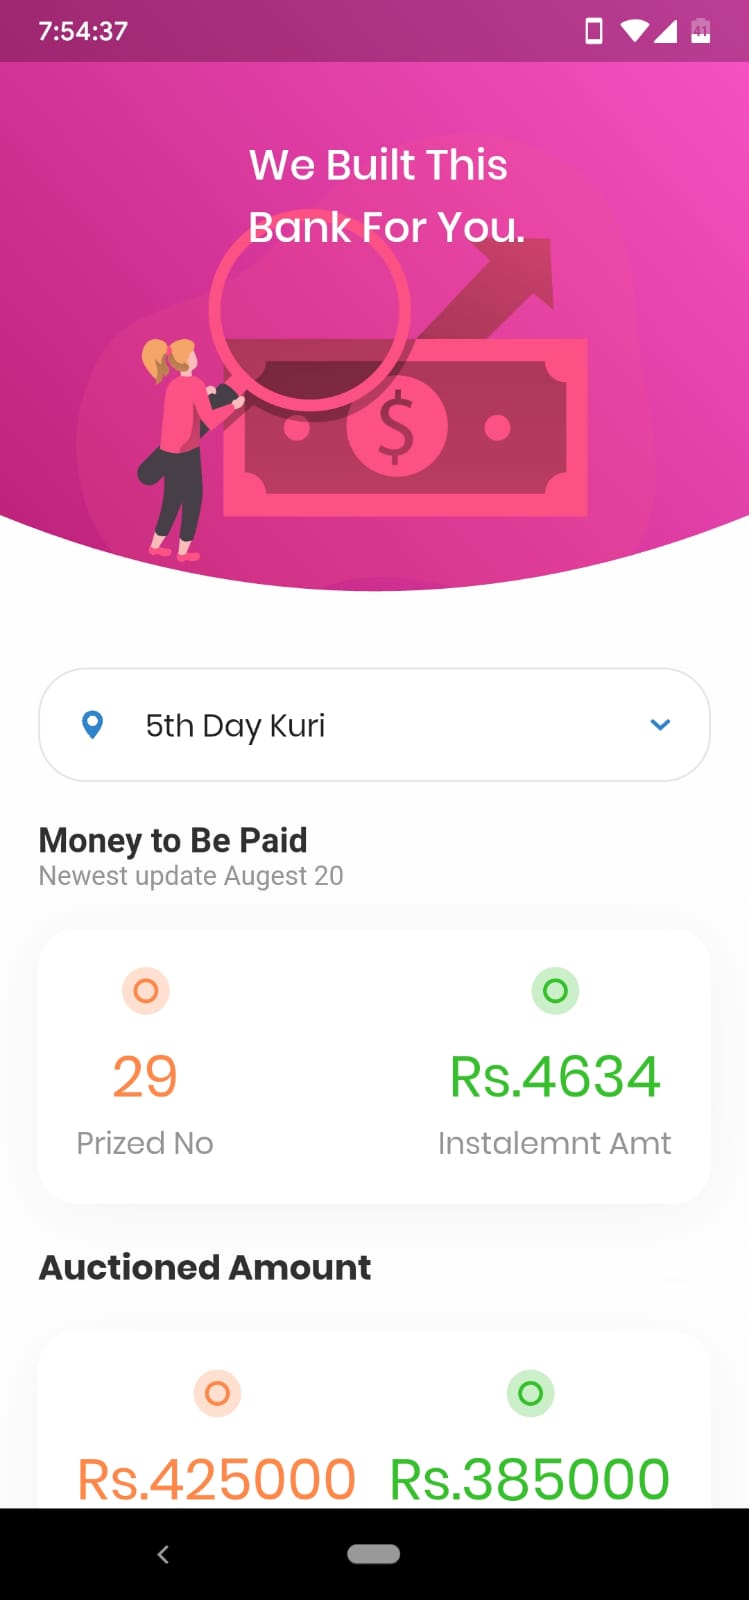 7:54:37
41
We Built This
Bank For You.
$
5th Day Kuri
Money to Be Paid
Newest update Augest 20
29
Rs.4634
Prized No
Instalemnt Amt
Auctioned Amount
Rs.425000
Rs.385000